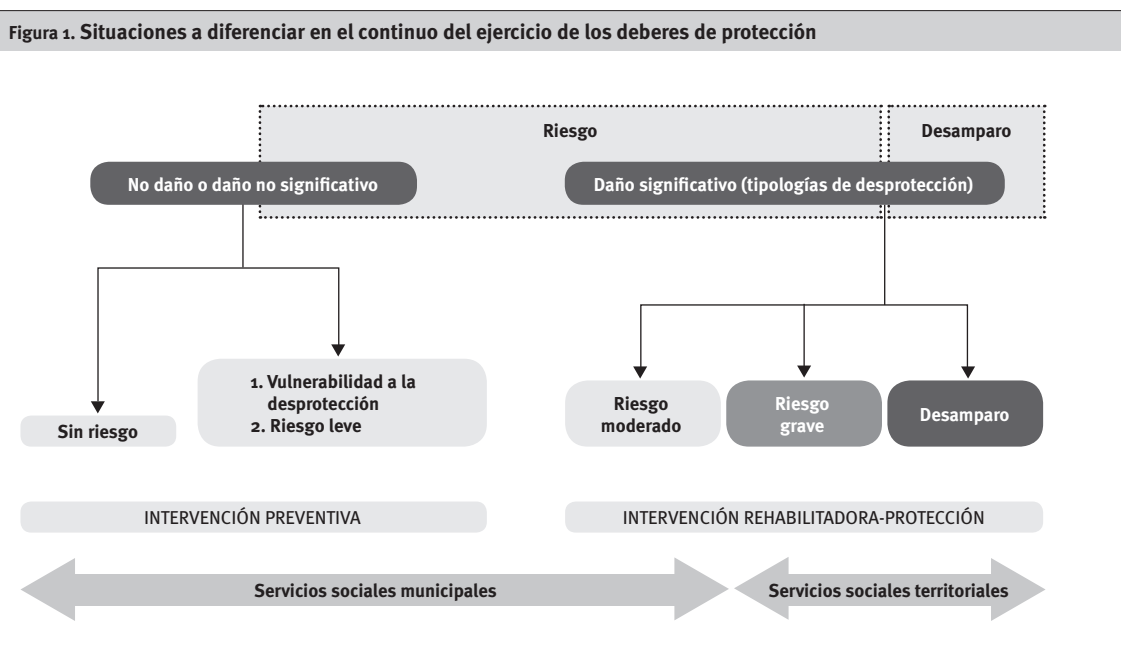 Figura 1. Situaciones a diferenciar en el continuo del ejercicio de los deberes de protección
Riesgo
Desamparo
No daño o daño no significativo
Daño significativo (tipologías de desprotección)
Sin riesgo
1. Vulnerabilidad a la
desprotección
2. Riesgo leve
Riesgo
moderado
Riesgo
grave
Desamparo
INTERVENCIÓN PREVENTIVA
INTERVENCIÓN REHABILITADORA-PROTECCIÓN
Servicios sociales municipales
Servicios sociales territoriales